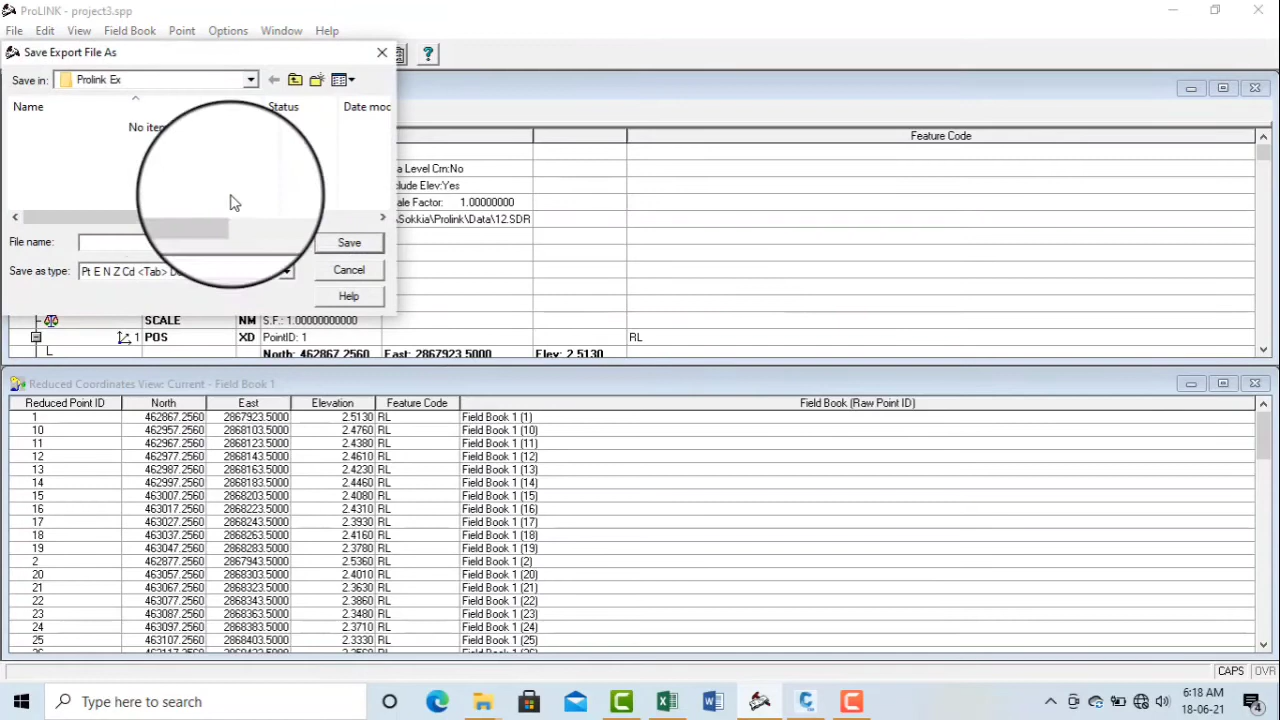 ProLINK - project3.spp
File Edit View Field Book Point Options Window Help
Save Export File As
Save in: Prolink Ex
Name Status Date moc
No iter
File name: Save
Save as type: Pt E N Z Cd <Tab> Cancel
Help
Feature Code
a Level Crn:No
lude Elev:Yes
le Factor: 1.00000000
\Sokkia\Prolink\Data\12.SDR
SCALE NM S.F.: 1.00000000000
1 POS XD PointID: 1 RL
North: 462867.2560 East: 2867923.5000 Elev: 2.5130
Reduced Coordinates View: Current - Field Book 1
Reduced Point ID North East Elevation Feature Code Field Book (Raw Point ID)
1 462867.2560 2867923.5000 2.5130 RL Field Book 1 (1)
10 462957.2560 2868103.5000 2.4760 RL Field Book 1 (10)
11 462967.2560 2868123.5000 2.4380 RL Field Book 1 (11)
12 462977.2560 2868143.5000 2.4610 RL Field Book 1 (12)
13 462987.2560 2868163.5000 2.4230 RL Field Book 1 (13)
14 462997.2560 2868183.5000 2.4460 RL Field Book 1 (14)
15 463007.2560 2868203.5000 2.4080 RL Field Book 1 (15)
16 463017.2560 2868223.5000 2.4310 RL Field Book 1 (16)
17 463027.2560 2868243.5000 2.3930 RL Field Book 1 (17)
18 463037.2560 2868263.5000 2.4160 RL Field Book 1 (18)
19 463047.2560 2868283.5000 2.3780 RL Field Book 1 (19)
2 462877.2560 2867943.5000 2.5360 RL Field Book 1 (2)
20 463057.2560 2868303.5000 2.4010 RL Field Book 1 (20)
21 463067.2560 2868323.5000 2.3630 RL Field Book 1 (21)
22 463077.2560 2868343.5000 2.3860 RL Field Book 1 (22)
23 463087.2560 2868363.5000 2.3480 RL Field Book 1 (23)
24 463097.2560 2868383.5000 2.3710 RL Field Book 1 (24)
25 463107.2560 2868403.5000 2.3330 RL Field Book 1 (25)
CAPS OVR
Type here to search
6:18 AM
18-06-21
4